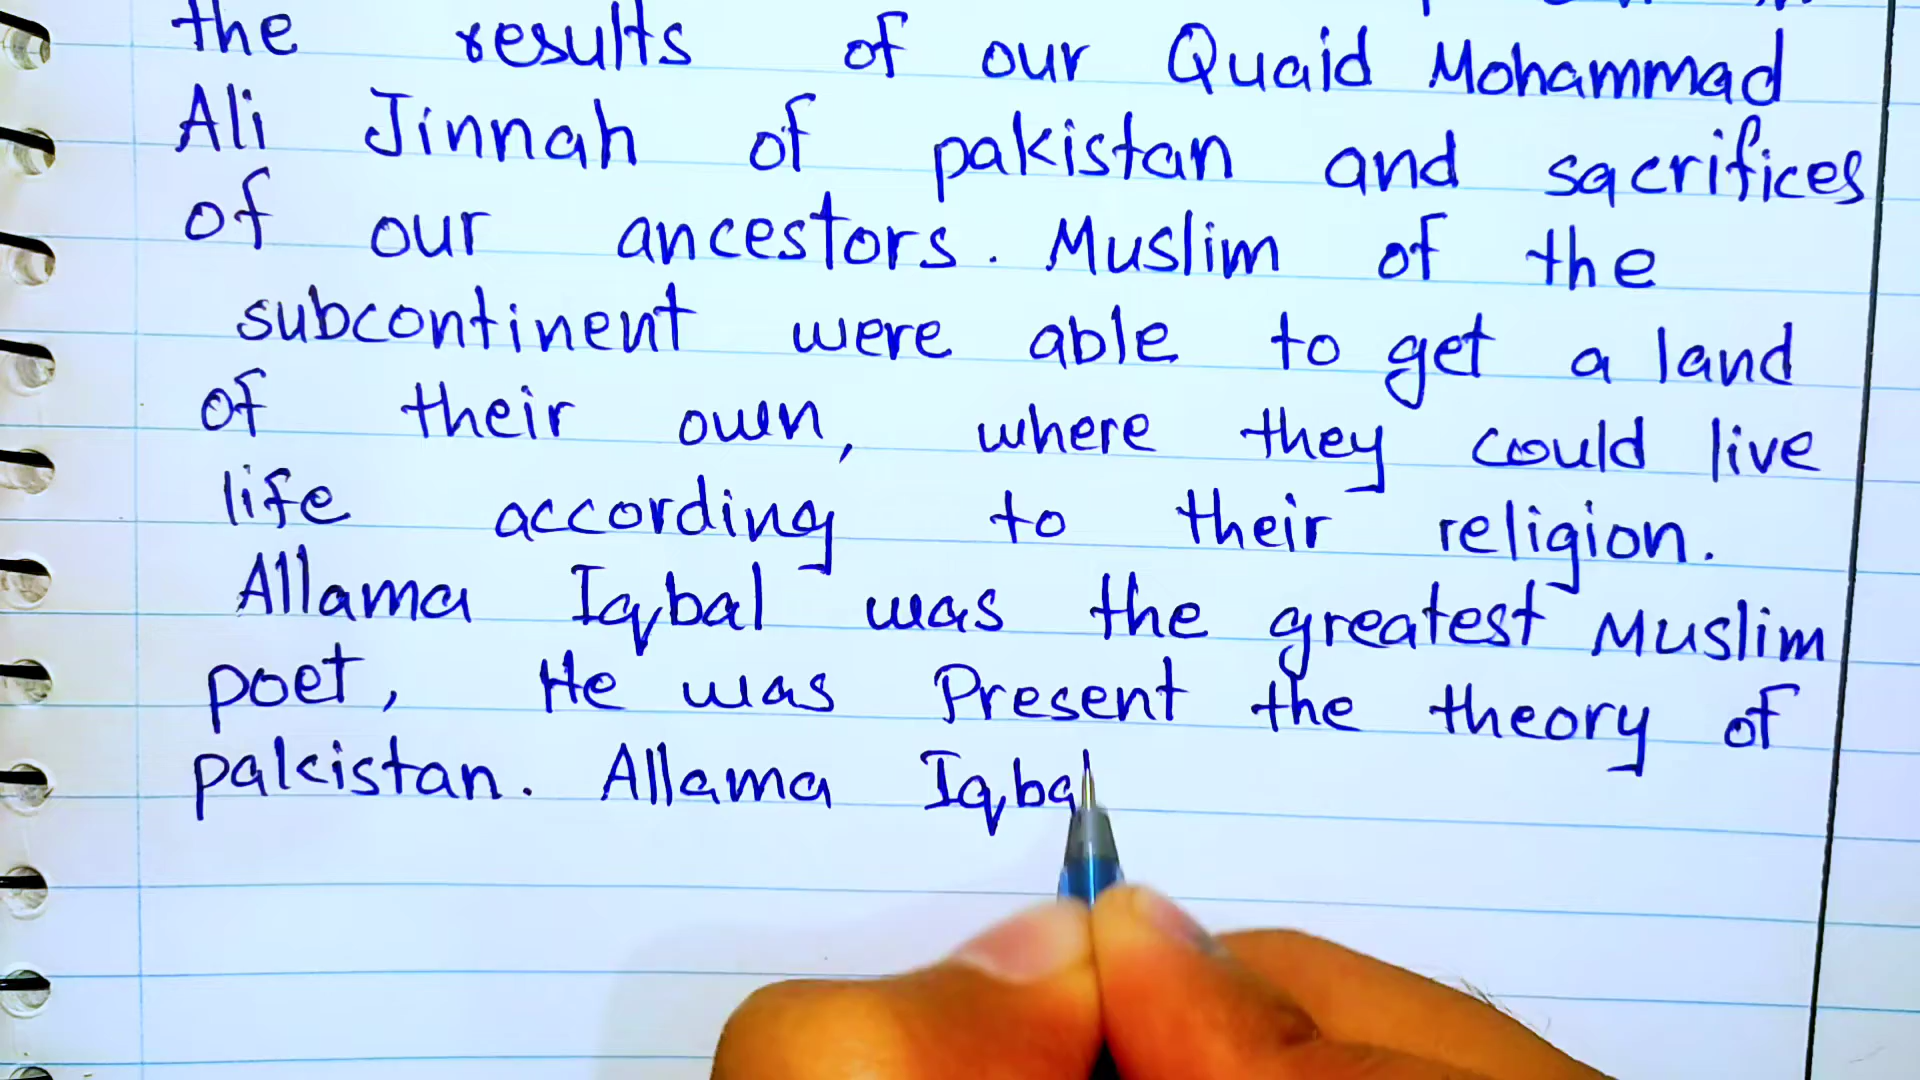 the results of our Quaid Mohammad
Ali Jinnah of pakistan and sacrifices
of our ancestors. Muslim of the
subcontinent were able to get a land
of their own, where they could live
life according to their religion.
Allama Iqbal was the greatest Muslim
poet, He was Present the theory of
pakistan. Allama Iqbal